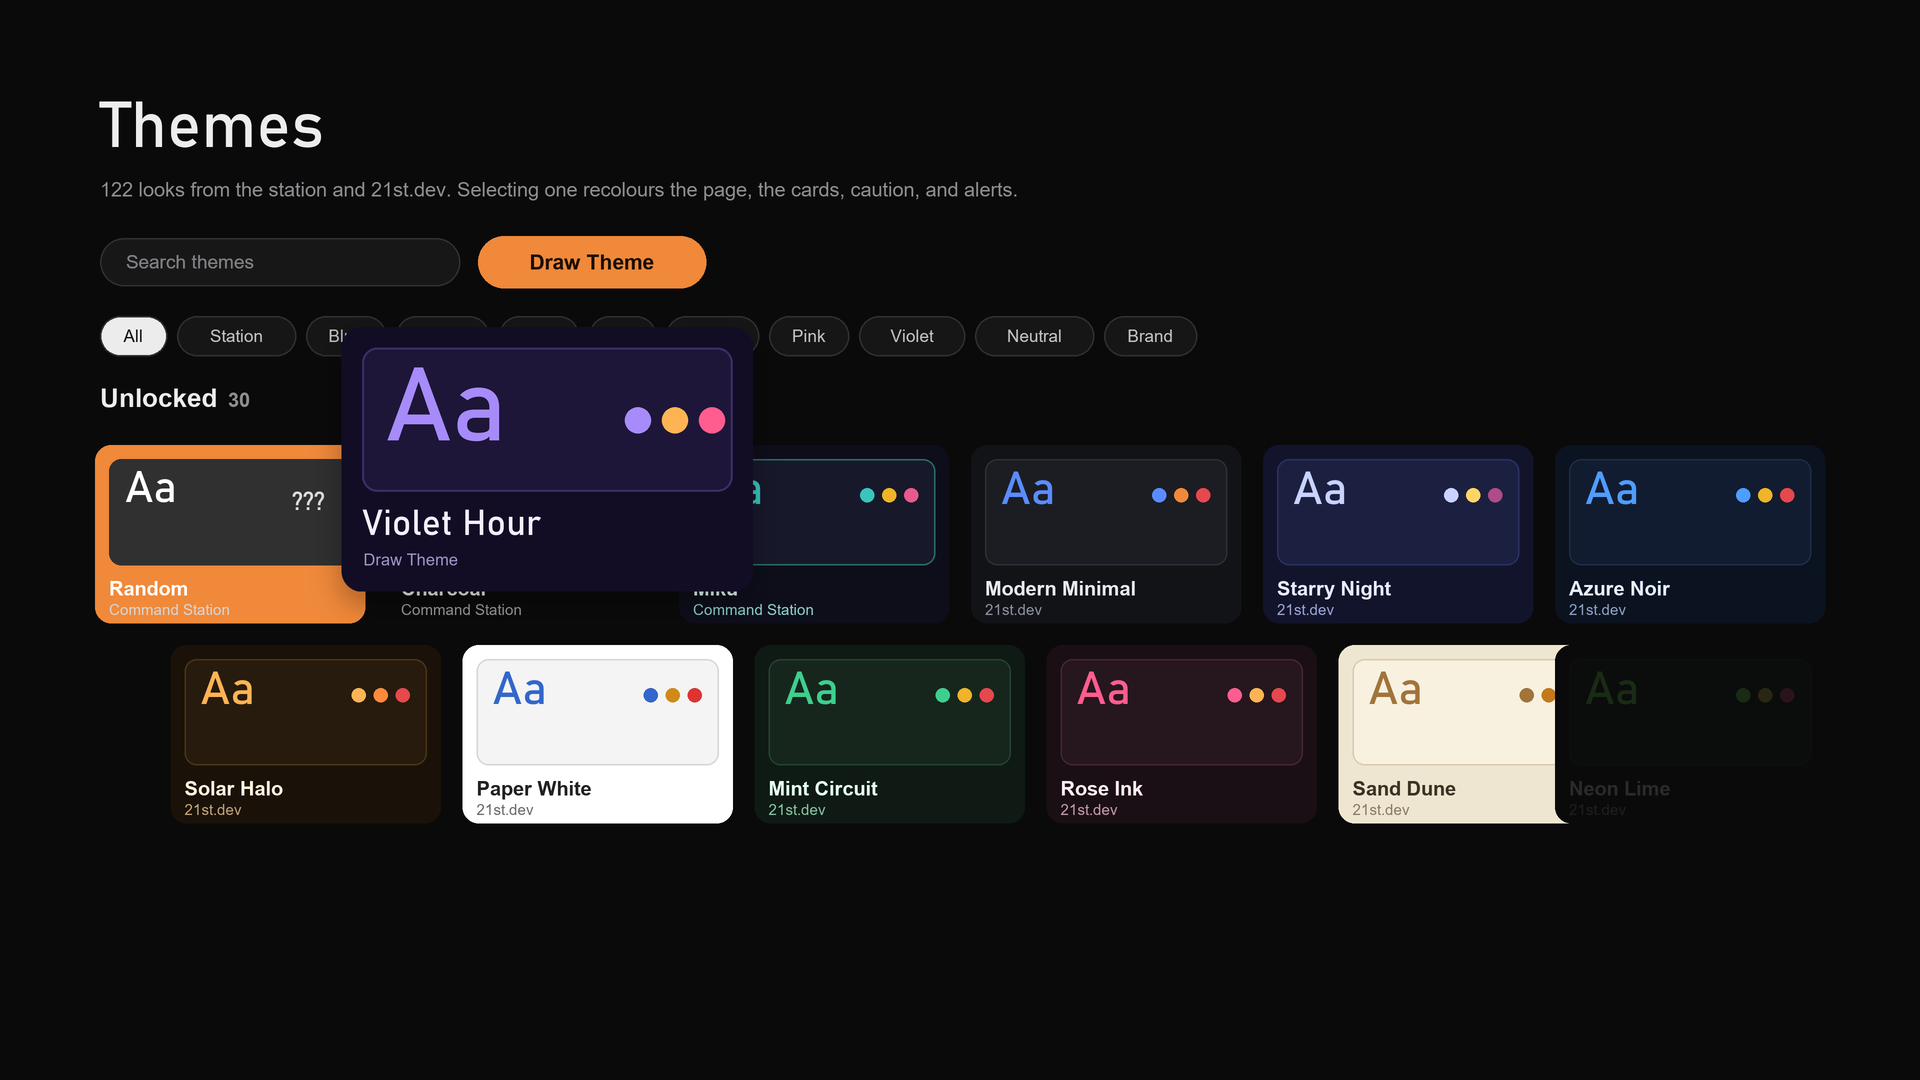 Themes
122 looks from the station and 21st.dev. Selecting one recolours the page, the cards, caution, and alerts.
Search themes
Draw Theme
All
Station
Pink
Violet
Neutral
Brand
Unlocked 30
Aa
Violet Hour
Draw Theme
Aa
???
Random
Command Station
Command Station
Command Station
Aa
Modern Minimal
21st.dev
Aa
Starry Night
21st.dev
Aa
Azure Noir
21st.dev
Aa
Solar Halo
21st.dev
Aa
Paper White
21st.dev
Aa
Mint Circuit
21st.dev
Aa
Rose Ink
21st.dev
Aa
Sand Dune
21st.dev
Aa
Neon Lime
21st.dev